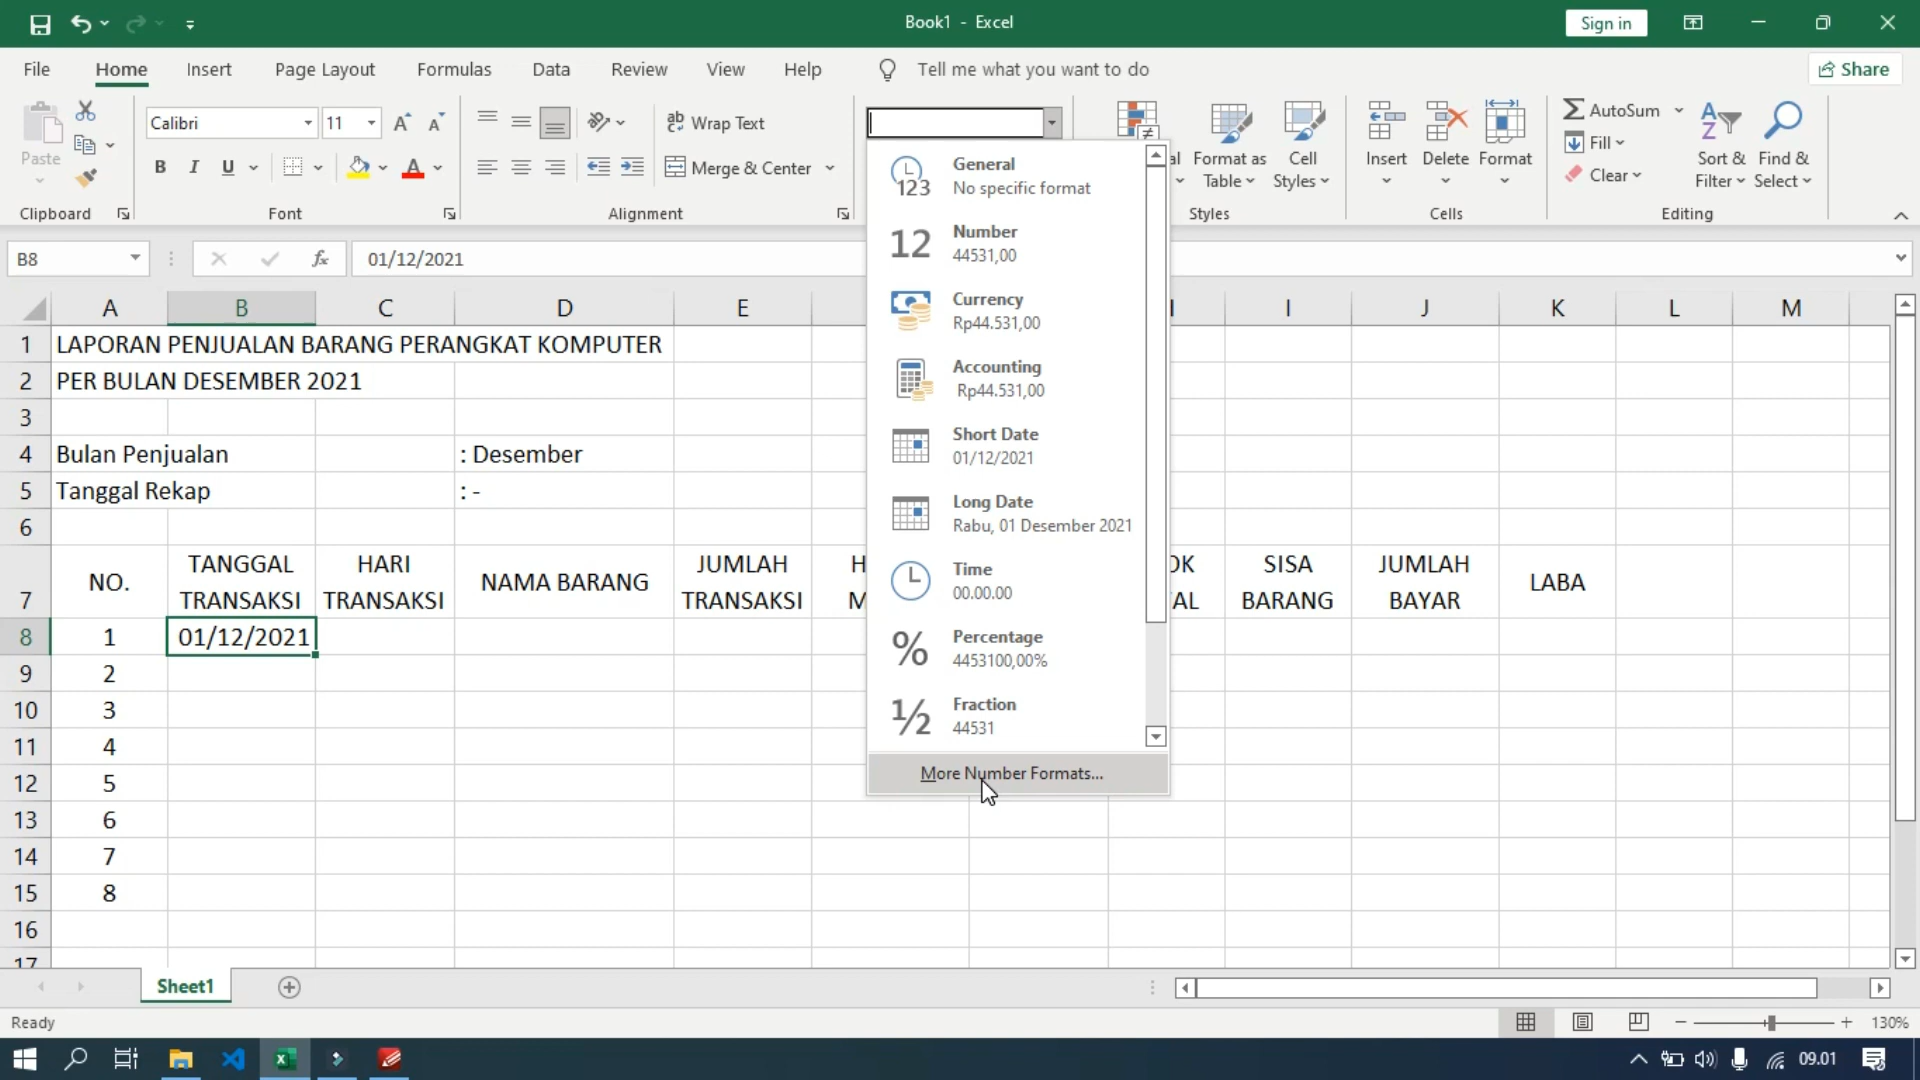 Book1 - Excel
Sign in
File Home Insert Page Layout Formulas Data Review View Help Tell me what you want to do Share
Paste
Clipboard
Calibri 11
B I U
Font
Wrap Text
Merge & Center
Alignment
Format as Table
Cell Styles
Styles
Insert
Delete
Format
Cells
AutoSum
Fill
Clear
Sort & Filter
Find & Select
Editing
B8 fx 01/12/2021
General
No specific format
Number
44531,00
Currency
Rp44.531,00
Accounting
Rp44.531,00
Short Date
01/12/2021
Long Date
Rabu, 01 Desember 2021
Time
00.00.00
Percentage
4453100,00%
Fraction
44531
More Number Formats...
A B C D E I J K L M
1 LAPORAN PENJUALAN BARANG PERANGKAT KOMPUTER
2 PER BULAN DESEMBER 2021
3
4 Bulan Penjualan : Desember
5 Tanggal Rekap : -
6
7 NO. TANGGAL TRANSAKSI HARI TRANSAKSI NAMA BARANG JUMLAH TRANSAKSI SISA BARANG JUMLAH BAYAR LABA
8 1 01/12/2021
9 2
10 3
11 4
12 5
13 6
14 7
15 8
16
17
Sheet1
Ready
130%
09.01